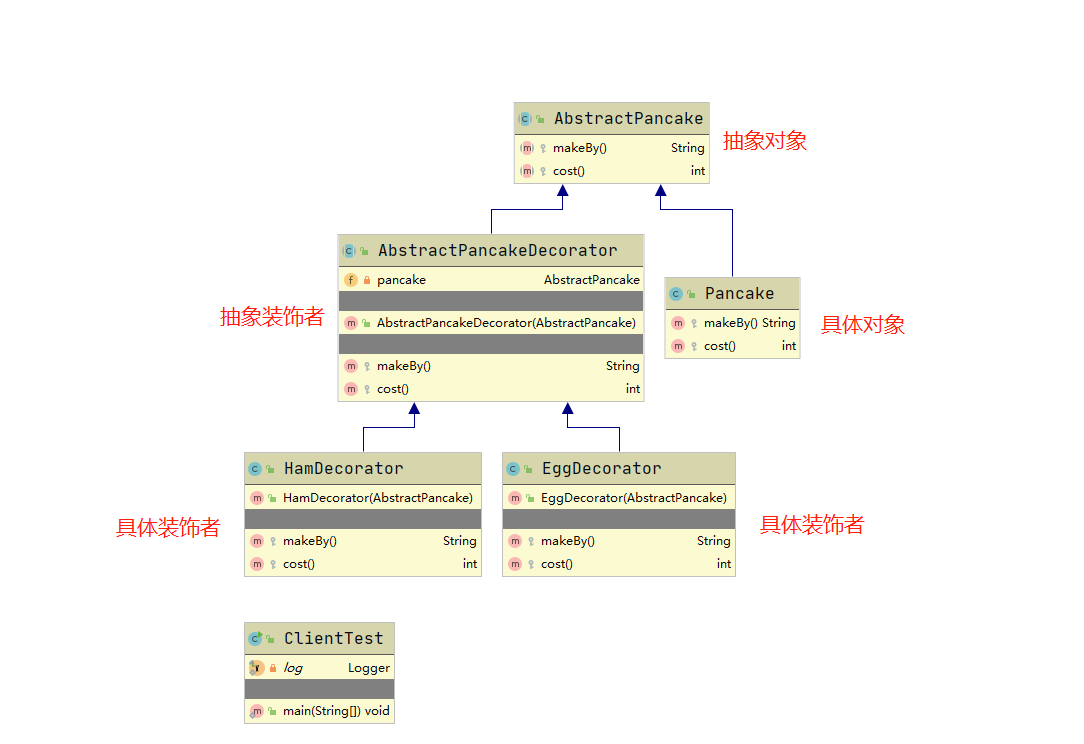 AbstractPancake
makeBy() String
cost() int
抽象对象
AbstractPancakeDecorator
pancake AbstractPancake
AbstractPancakeDecorator(AbstractPancake)
makeBy() String
cost() int
抽象装饰者
Pancake
makeBy() String
cost() int
具体对象
HamDecorator
HamDecorator(AbstractPancake)
makeBy() String
cost() int
具体装饰者
EggDecorator
EggDecorator(AbstractPancake)
makeBy() String
cost() int
具体装饰者
ClientTest
log Logger
main(String[]) void